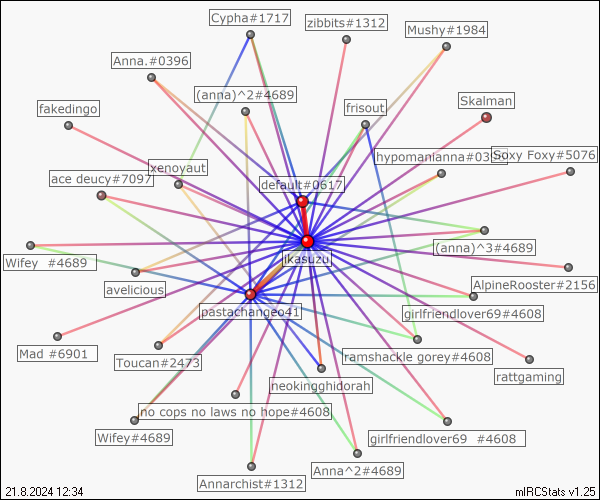 Cypha#1717
zibbits#1312
Mushy#1984
Anna.#0396
(anna)^2#4689
fakedingo
frisout
Skalman
xenoyaut
hypomanianna#03
Soxy Foxy#5076
ace deucy#7097
default#0617
(anna)^3#4689
jkasuzu
Wifey #4689
avelicious
AlpineRooster#2156
pastachangeo41
girlfriendlover69#4608
Mad #6901
Toucan#2473
ramshackle gorey#4608
rattgaming
neokingghidorah
no cops no laws no hope#4608
Wifey#4689
girlfriendlover69 #4608
Annarchist#1312
Anna^2#4689
21.8.2024 12:34
mIRCStats v1.25